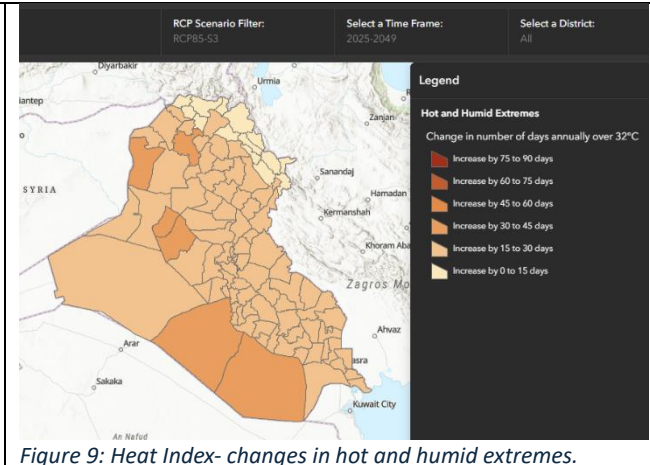 RCP Scenario Filter:
RCP85-S3
Select a Time Frame:
2025-2049
Select a District:
All
Diyarbakir
iantep
Urmia
Zanjan
SYRIA
Sanandaj
Hamadan
Kermanshah
Khoram Aba
Zagros Mo
Ahvaz
asra
Arar
Sakaka
Kuwait City
An Nafud
Legend
Hot and Humid Extremes
Change in number of days annually over 32°C
Increase by 75 to 90 days
Increase by 60 to 75 days
Increase by 45 to 60 days
Increase by 30 to 45 days
Increase by 15 to 30 days
Increase by 0 to 15 days
Figure 9: Heat Index- changes in hot and humid extremes.